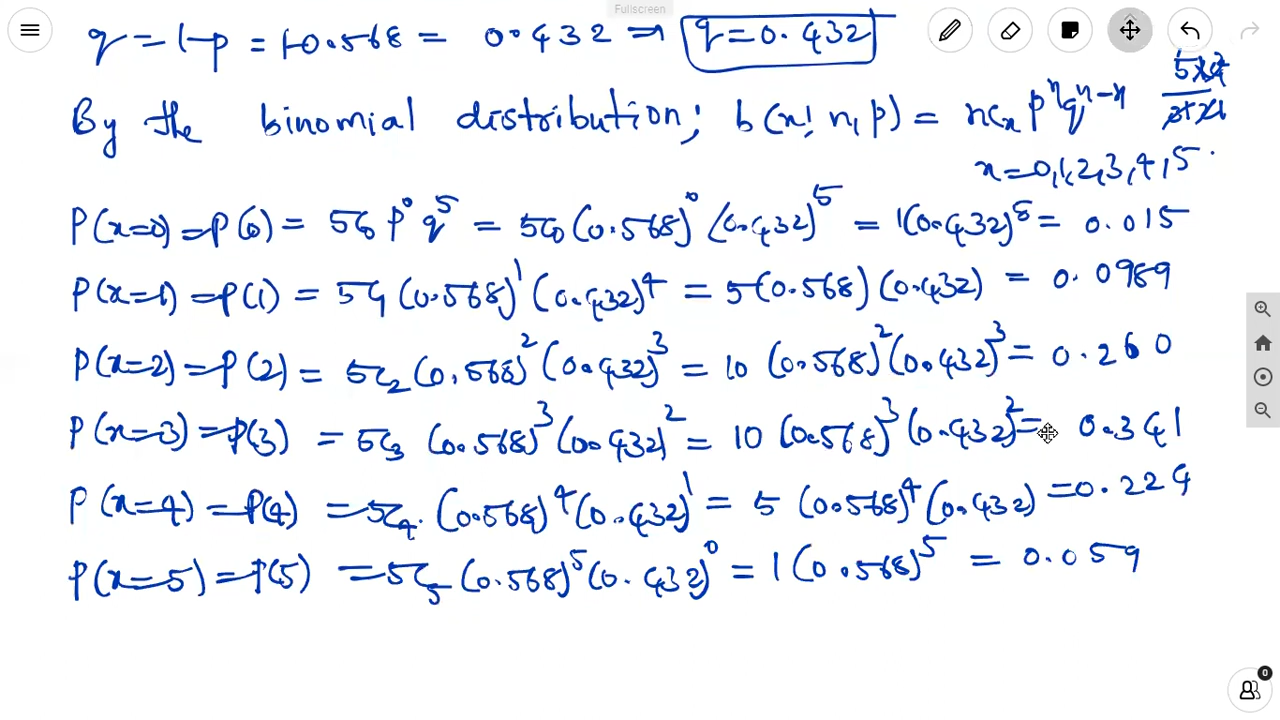 Fullscreen
q = 1-p = 1-0.568 = 0.432 ⇒ q = 0.432
By the binomial distribution; b(x; n, p) = nCx p^x q^(n-x)
x = 0, 1, 2, 3, 4, 5.
P(x=0) = P(0) = 5C0 p^0 q^5 = 5C0 (0.568)^0 (0.432)^5 = 1(0.432)^5 = 0.015
P(x=1) = P(1) = 5C1 (0.568)^1 (0.432)^4 = 5(0.568)(0.432) = 0.0989
P(x=2) = P(2) = 5C2 (0.568)^2 (0.432)^3 = 10 (0.568)^2 (0.432)^3 = 0.260
P(x=3) = P(3) = 5C3 (0.568)^3 (0.432)^2 = 10 (0.568)^3 (0.432)^2 = 0.341
P(x=4) = P(4) = 5C4 (0.568)^4 (0.432)^1 = 5 (0.568)^4 (0.432) = 0.224
P(x=5) = P(5) = 5C5 (0.568)^5 (0.432)^0 = 1 (0.568)^5 = 0.059
0